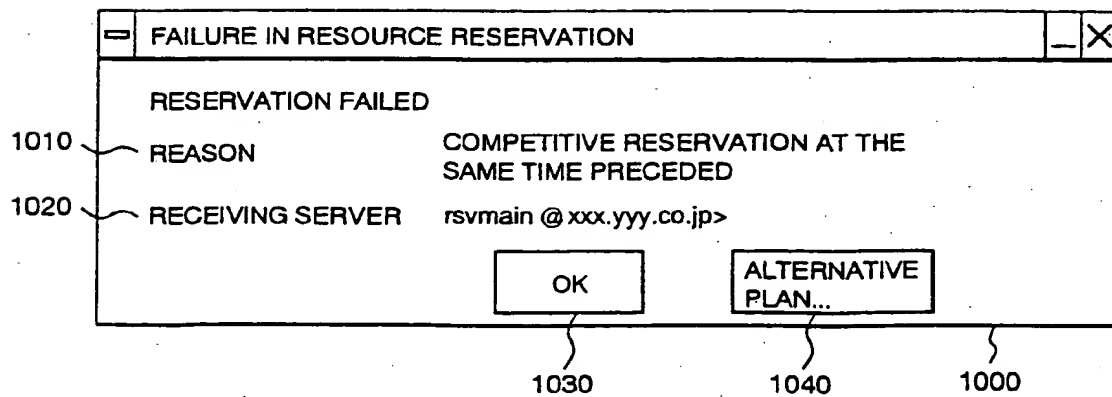 FAILURE IN RESOURCE RESERVATION
RESERVATION FAILED
1010 REASON COMPETITIVE RESERVATION AT THE
SAME TIME PRECEDED
1020 RECEIVING SERVER rsvmain @ xxx.yyy.co.jp>
OK
ALTERNATIVE
PLAN...
1030 1040 1000